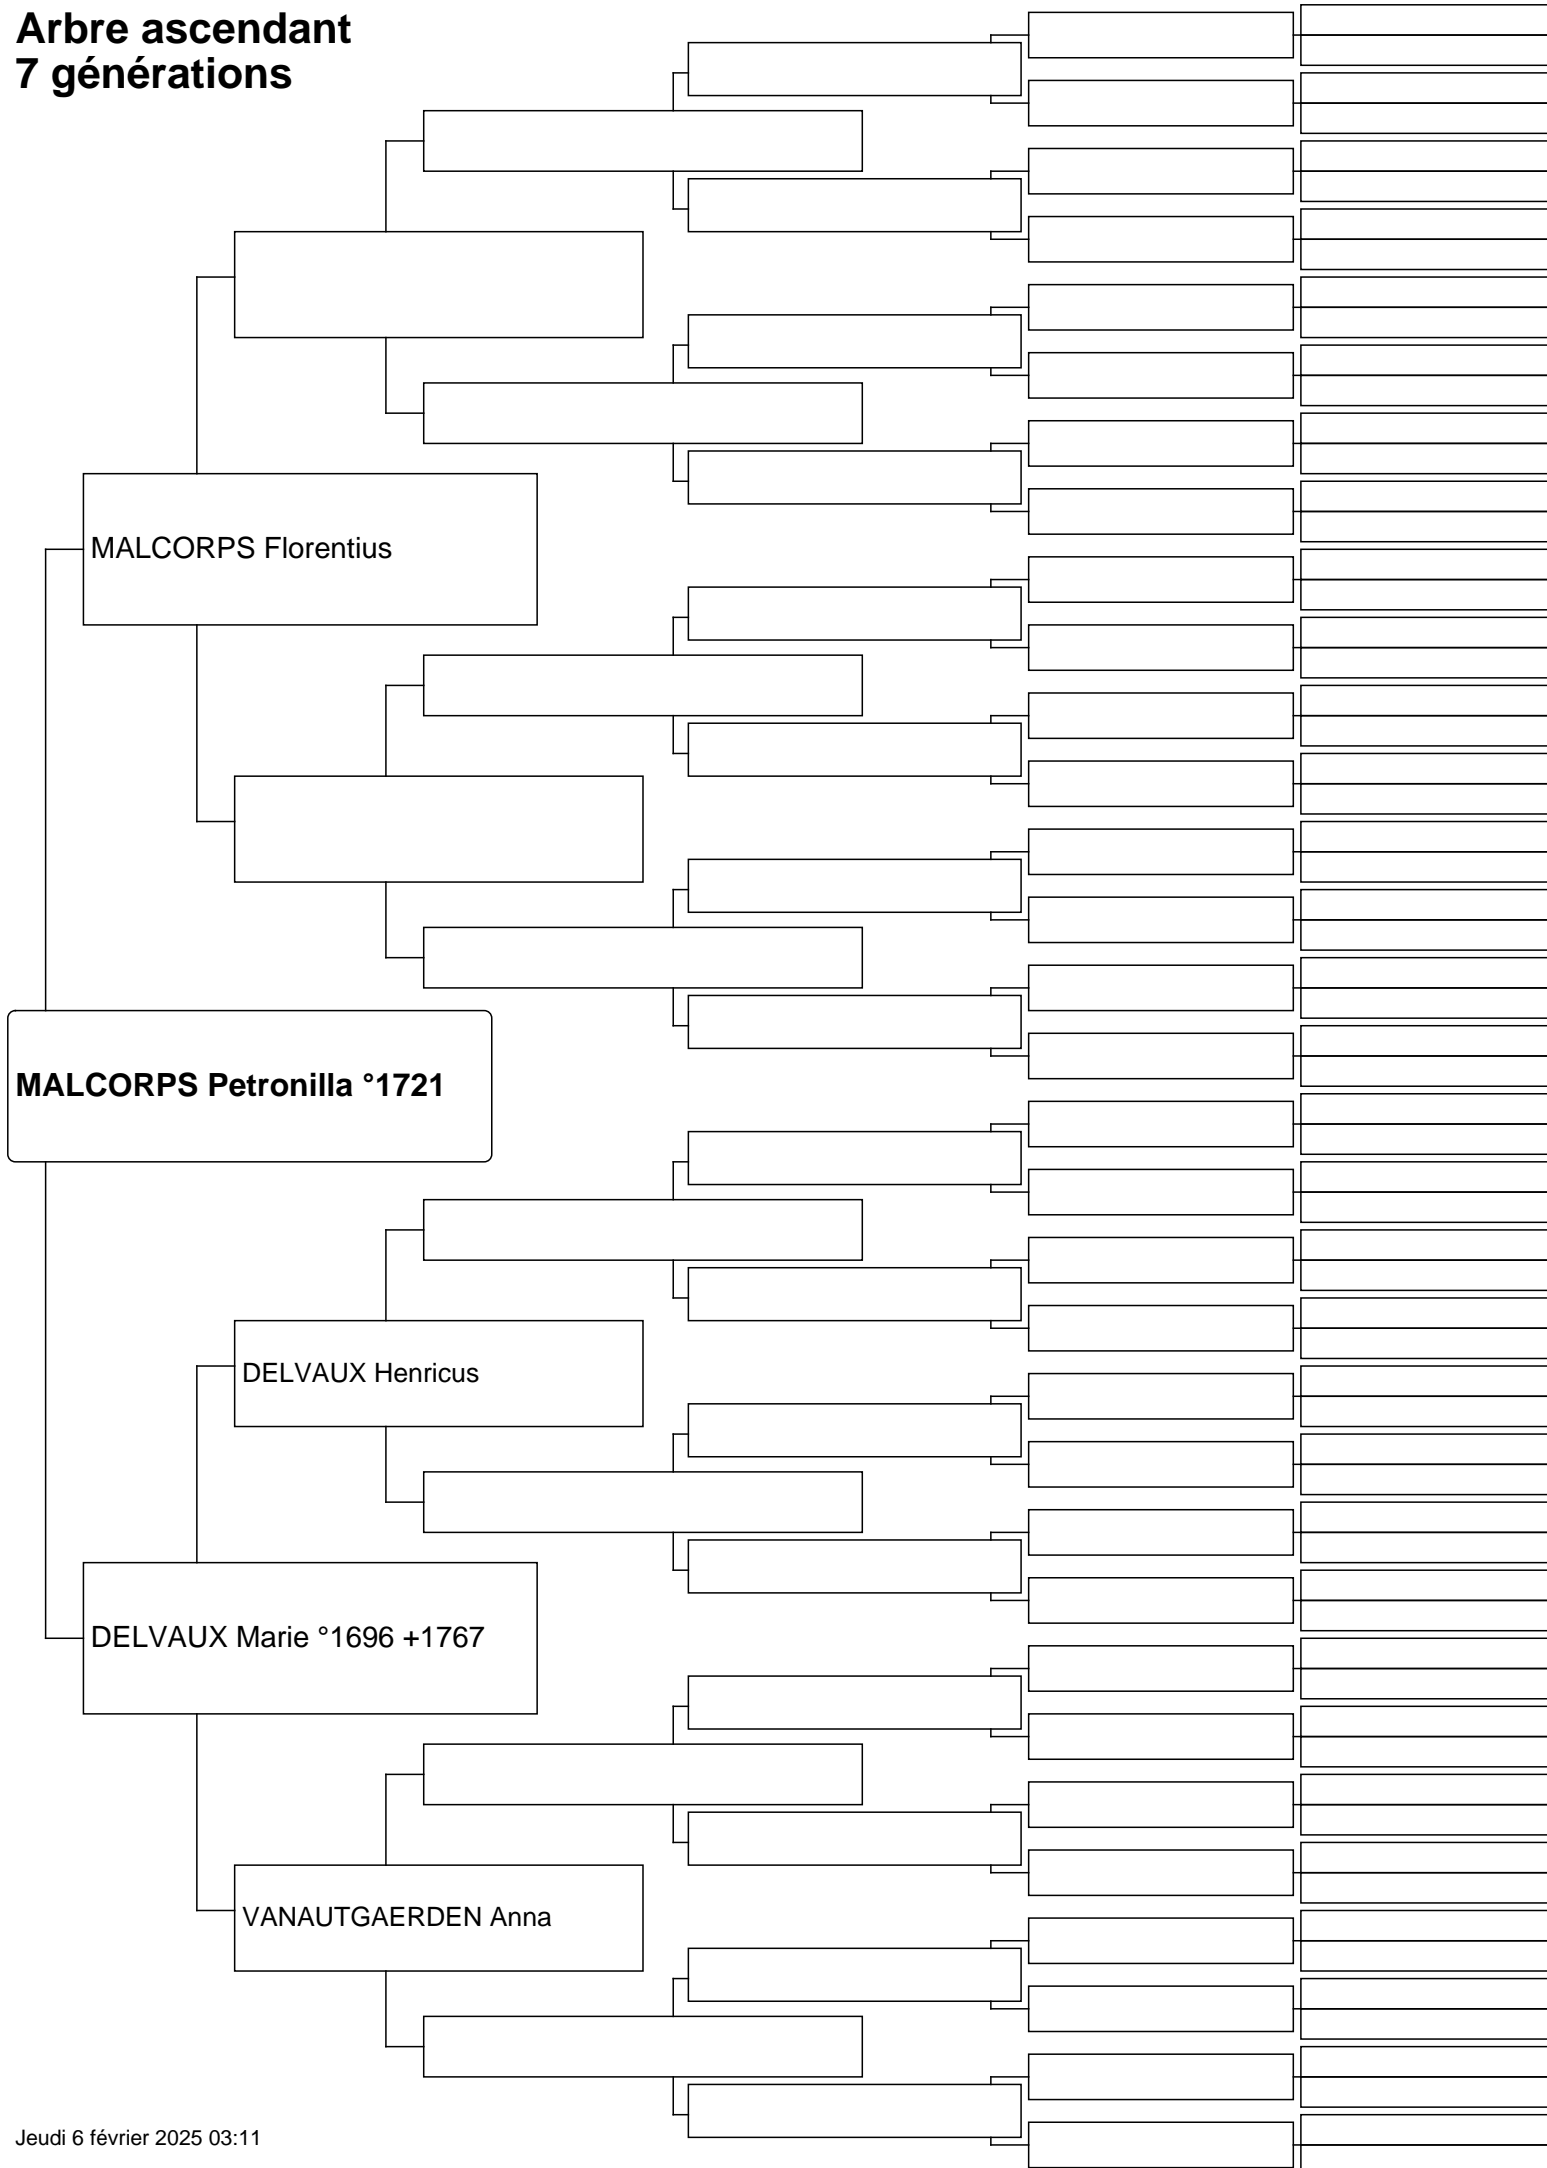 Arbre ascendant
7 générations
MALCORPS Florentius
MALCORPS Petronilla °1721
DELVAUX Henricus
DELVAUX Marie °1696 +1767
VANAUTGAERDEN Anna
Jeudi 6 février 2025 03:11